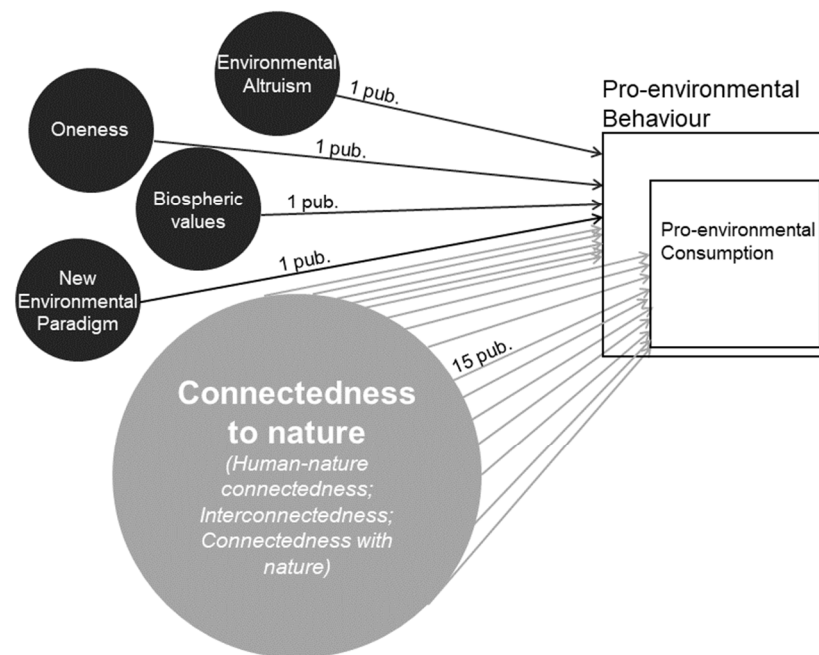 Environmental
Altruism
1 pub.
Pro-environmental
Behaviour
Oneness
1 pub.
Biospheric
values
1 pub.
Pro-environmental
Consumption
New
Environmental
Paradigm
1 pub.
15 pub.
Connectedness
to nature
(Human-nature
connectedness;
Interconnectedness;
Connectedness with
nature)